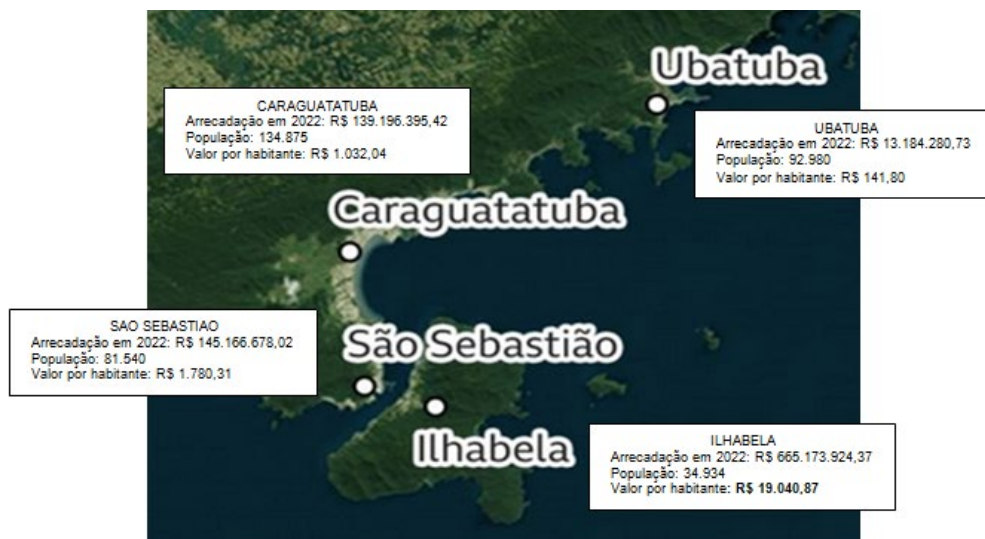 Ubatuba
CARAGUATATUBA
Arrecadação em 2022: R$ 139.196.395,42
População: 134.875
Valor por habitante: R$ 1.032,04
UBATUBA
Arrecadação em 2022: R$ 13.184.280,73
População: 92.980
Valor por habitante: R$ 141,80
Caraguatatuba
SAO SEBASTIAO
Arrecadação em 2022: R$ 145.166.678,02
População: 81.540
Valor por habitante: R$ 1.780,31
São Sebastião
Ilhabela
ILHABELA
Arrecadação em 2022: R$ 665.173.924,37
População: 34.934
Valor por habitante: R$ 19.040,87